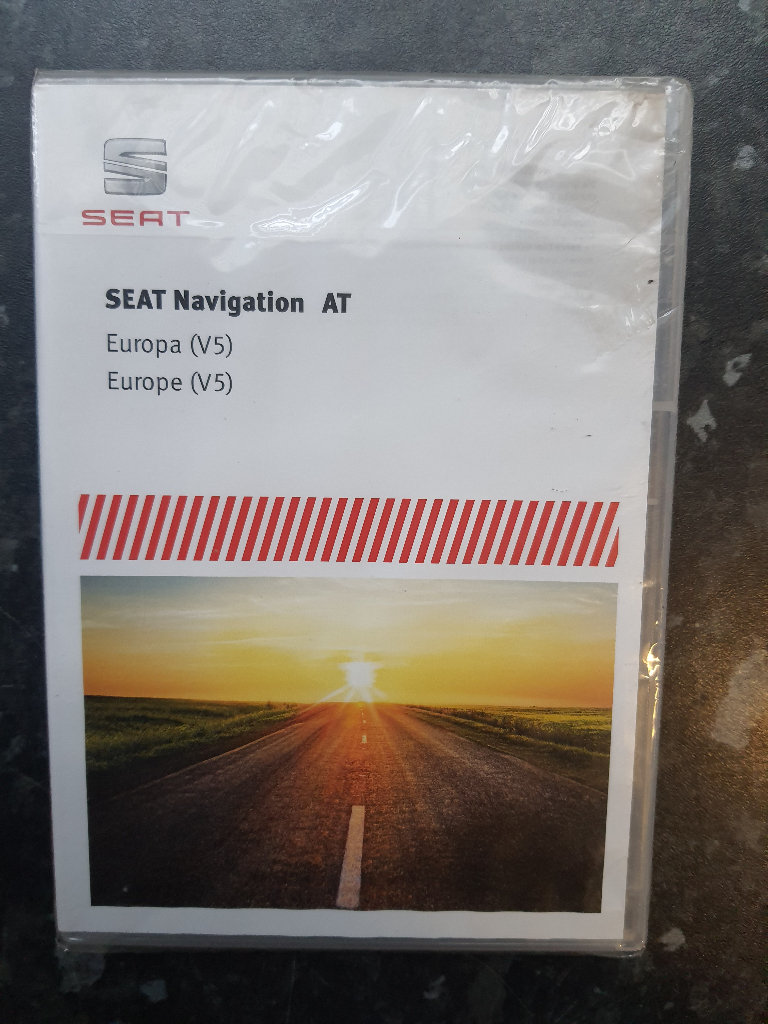 SEAT
SEAT Navigation AT
Europa (V5)
Europe (V5)